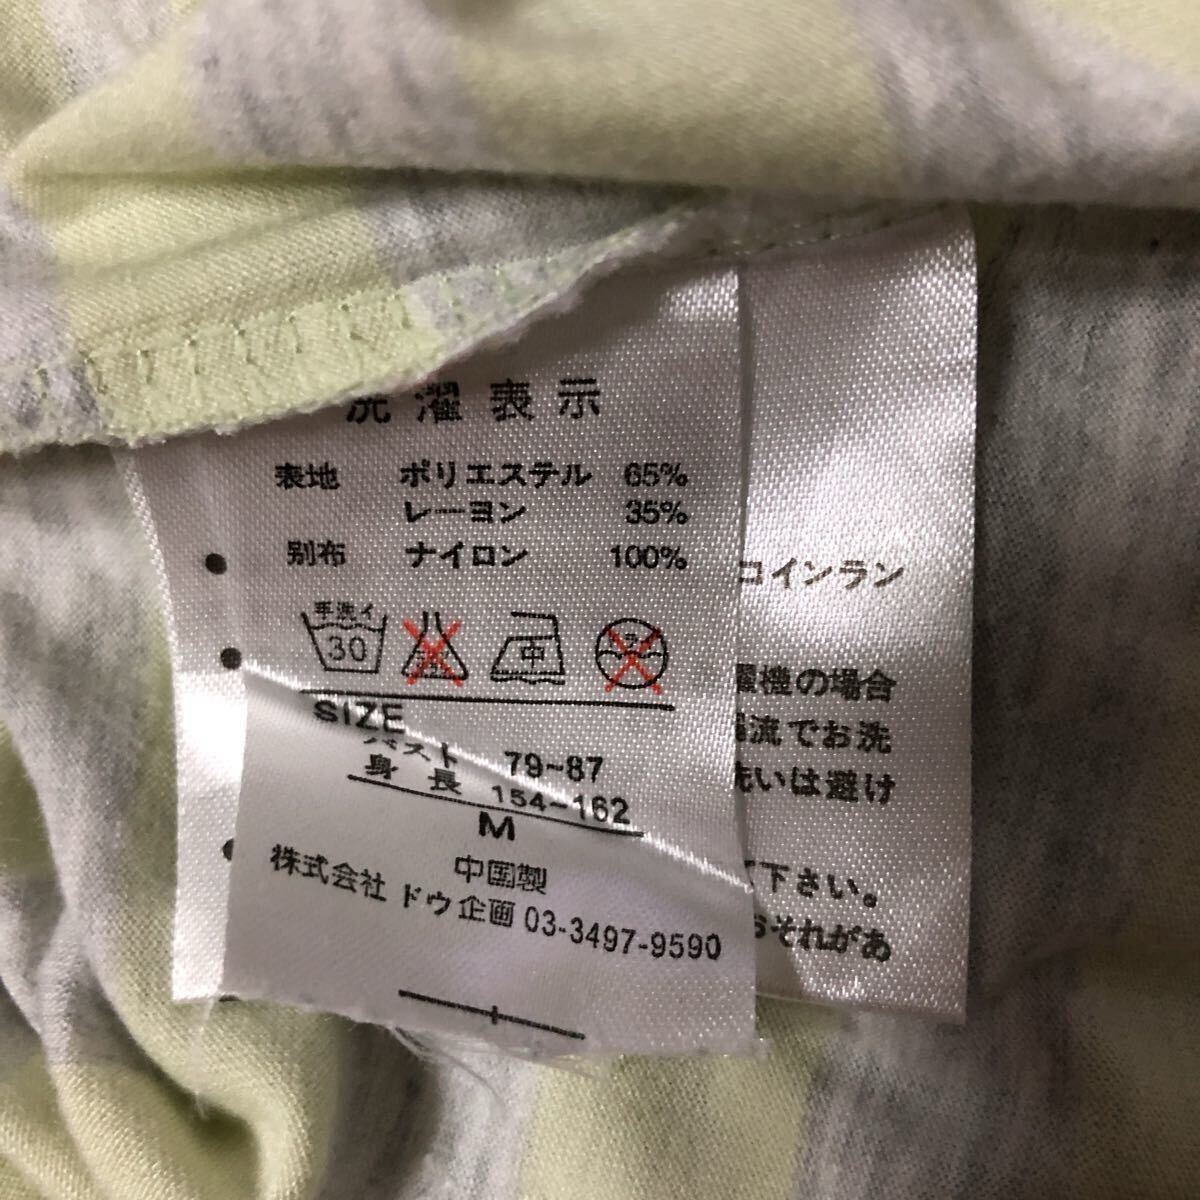 洗濯表示
表地 ポリエステル 65%
レーヨン 35%
別布 ナイロン 100%
手洗イ
30
中
SIZE
バスト 79-87
身長 154-162
M
中国製
株式会社 ドウ企画 03-3497-9590
コインラン
濯機の場合
流でお洗
洗いは避け
て下さい。
おそれがあ